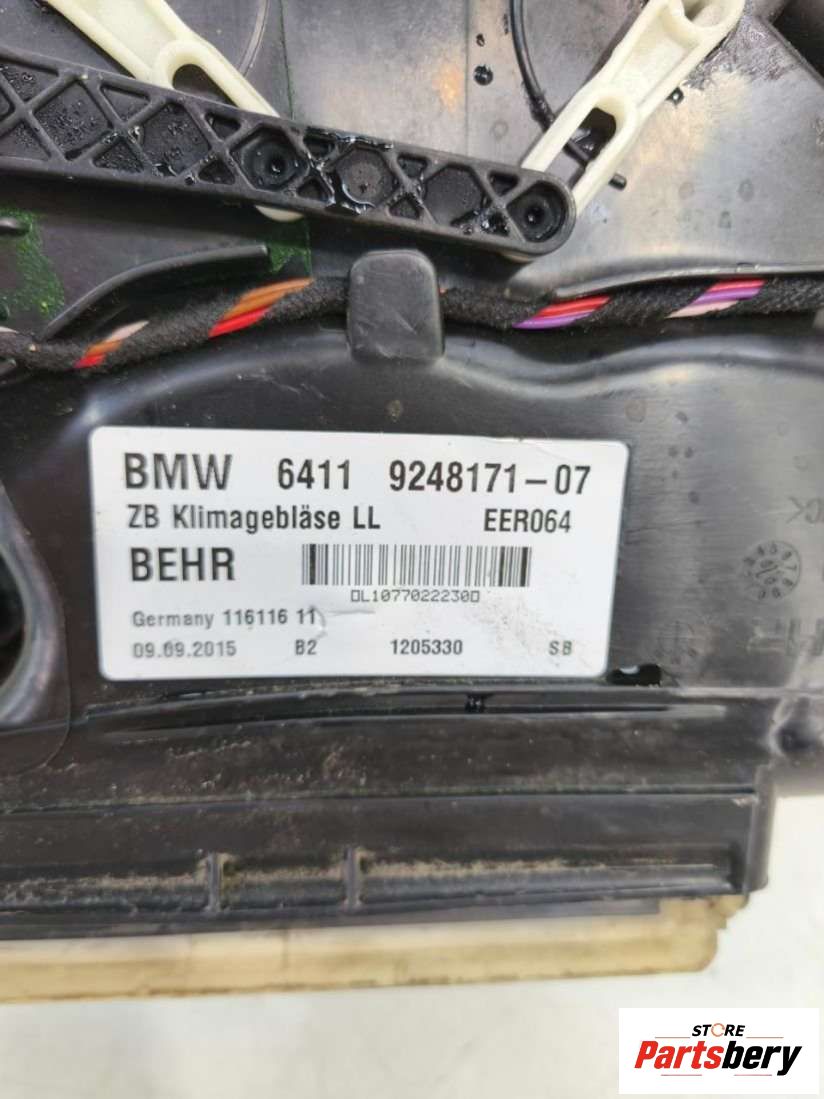 BMW 6411 9248171-07
ZB Klimagebläse LL EER064
BEHR
DL1077022230D
Germany 116116 11
09.09.2015 B2 1205330 SB
STORE
Partsbery